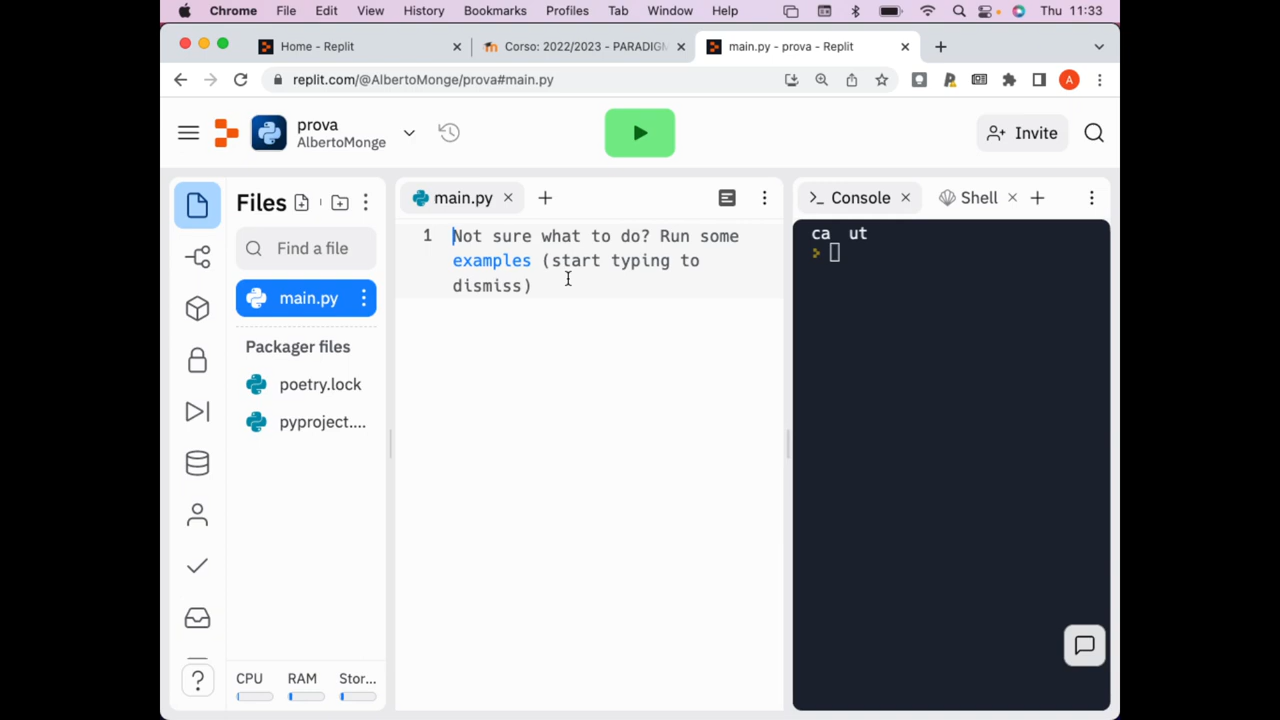 Chrome File Edit View History Bookmarks Profiles Tab Window Help Thu 11:33
Home - Replit Corso: 2022/2023 - PARADIGM main.py - prova - Replit
replit.com/@AlbertoMonge/prova#main.py A
prova
AlbertoMonge
Invite
Files
Find a file
main.py
Packager files
poetry.lock
pyproject....
CPU RAM Stor...
main.py
1 Not sure what to do? Run some
examples (start typing to
dismiss)
Console Shell
ca ut